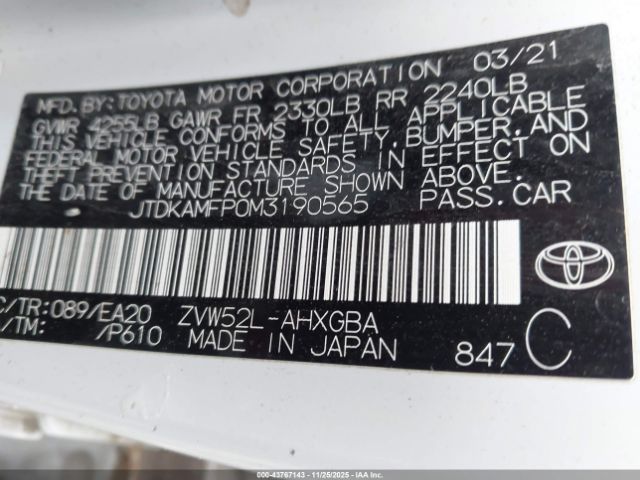 MFD. BY: TOYOTA MOTOR CORPORATION 03/21
GVWR 4255LB GAWR FR 2330LB RR 2240LB
THIS VEHICLE CONFORMS TO ALL APPLICABLE
FEDERAL MOTOR VEHICLE SAFETY, BUMPER, AND
THEFT PREVENTION STANDARDS IN EFFECT ON
THE DATE OF MANUFACTURE SHOWN ABOVE.
JTDKAMFP0M3190565 PASS. CAR
C/TR: 089/EA20 ZVW52L-AHXGBA
/TM: /P610 MADE IN JAPAN
847 C
000-43767143 - 11/25/2025 - IAAI.COM